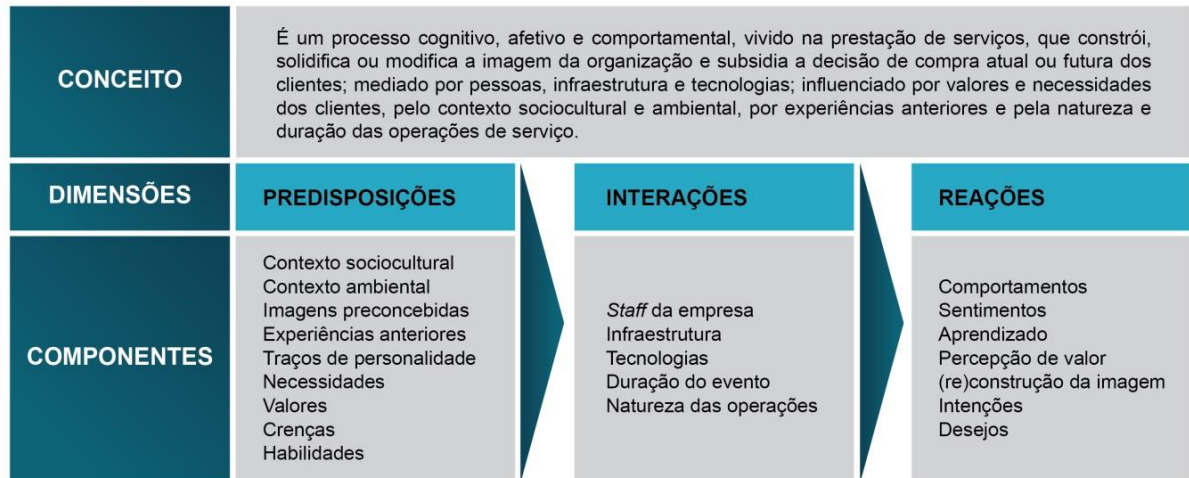 CONCEITO
É um processo cognitivo, afetivo e comportamental, vivido na prestação de serviços, que constrói,
solidifica ou modifica a imagem da organização e subsidia a decisão de compra atual ou futura dos
clientes; mediado por pessoas, infraestrutura e tecnologias; influenciado por valores e necessidades
dos clientes, pelo contexto sociocultural e ambiental, por experiências anteriores e pela natureza e
duração das operações de serviço.
DIMENSÕES
PREDISPOSIÇÕES
INTERAÇÕES
REAÇÕES
COMPONENTES
Contexto sociocultural
Contexto ambiental
Imagens preconcebidas
Experiências anteriores
Traços de personalidade
Necessidades
Valores
Crenças
Habilidades
Staff da empresa
Infraestrutura
Tecnologias
Duração do evento
Natureza das operações
Comportamentos
Sentimentos
Aprendizado
Percepção de valor
(re)construção da imagem
Intenções
Desejos